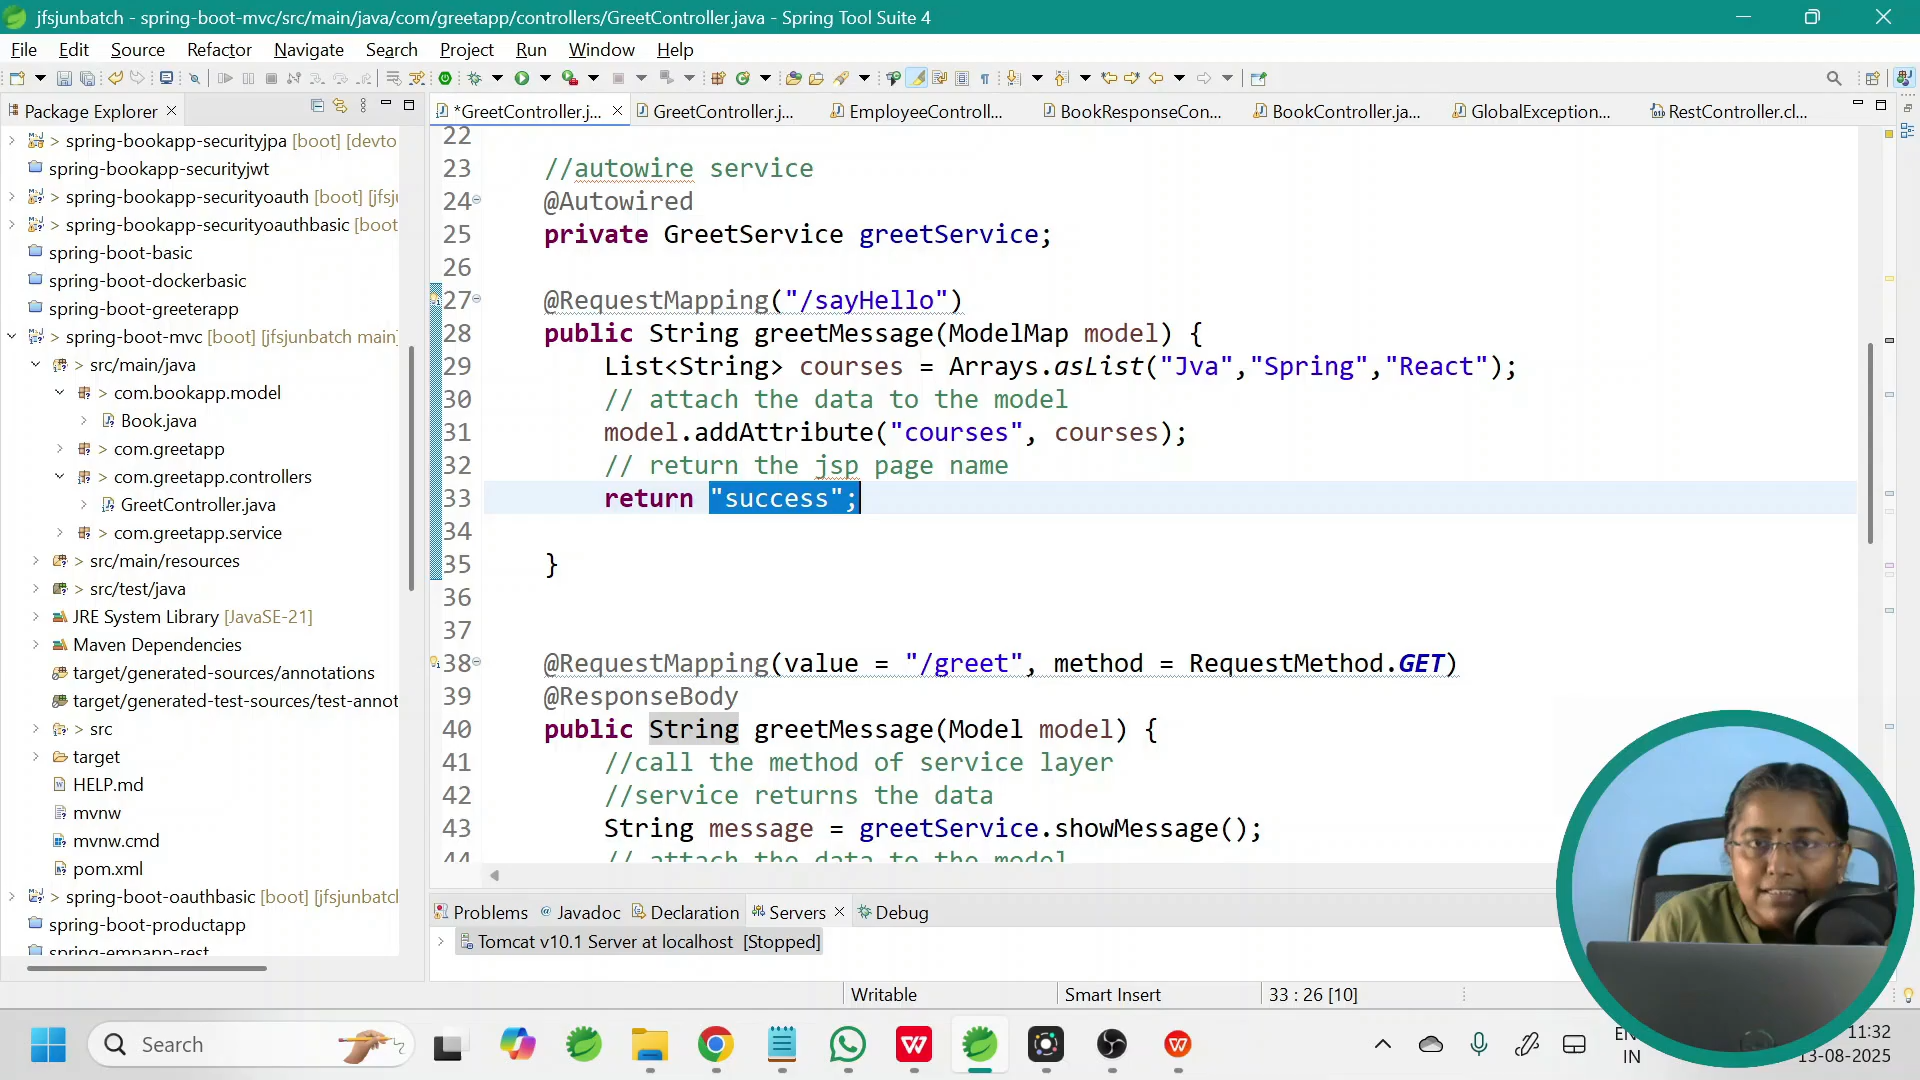 jfsjunbatch - spring-boot-mvc/src/main/java/com/greetapp/controllers/GreetController.java - Spring Tool Suite 4
File Edit Source Refactor Navigate Search Project Run Window Help
Package Explorer
> spring-bookapp-securityjpa [boot] [devto
spring-bookapp-securityjwt
> spring-bookapp-securityoauth [boot] [jfsj
> spring-bookapp-securityoauthbasic [boot
spring-boot-basic
spring-boot-dockerbasic
spring-boot-greeterapp
> spring-boot-mvc [boot] [jfsjunbatch main
> src/main/java
> com.bookapp.model
Book.java
> com.greetapp
> com.greetapp.controllers
GreetController.java
> com.greetapp.service
> src/main/resources
> src/test/java
JRE System Library [JavaSE-21]
Maven Dependencies
target/generated-sources/annotations
target/generated-test-sources/test-annot
> src
target
HELP.md
mvnw
mvnw.cmd
pom.xml
> spring-boot-oauthbasic [boot] [jfsjunbatch
spring-boot-productapp
spring-empapp-rest
*GreetController.j... GreetController.j... EmployeeControll... BookResponseCon... BookController.ja... GlobalException... RestController.cl...
22
23 //autowire service
24 @Autowired
25 private GreetService greetService;
26
27 @RequestMapping("/sayHello")
28 public String greetMessage(ModelMap model) {
29 List<String> courses = Arrays.asList("Jva","Spring","React");
30 // attach the data to the model
31 model.addAttribute("courses", courses);
32 // return the jsp page name
33 return "success";
34
35 }
36
37
38 @RequestMapping(value = "/greet", method = RequestMethod.GET)
39 @ResponseBody
40 public String greetMessage(Model model) {
41 //call the method of service layer
42 //service returns the data
43 String message = greetService.showMessage();
44 // attach the data to the model
Problems Javadoc Declaration Servers Debug
Tomcat v10.1 Server at localhost [Stopped]
Writable Smart Insert 33 : 26 [10]
Search
IN
11:32
13-08-2025